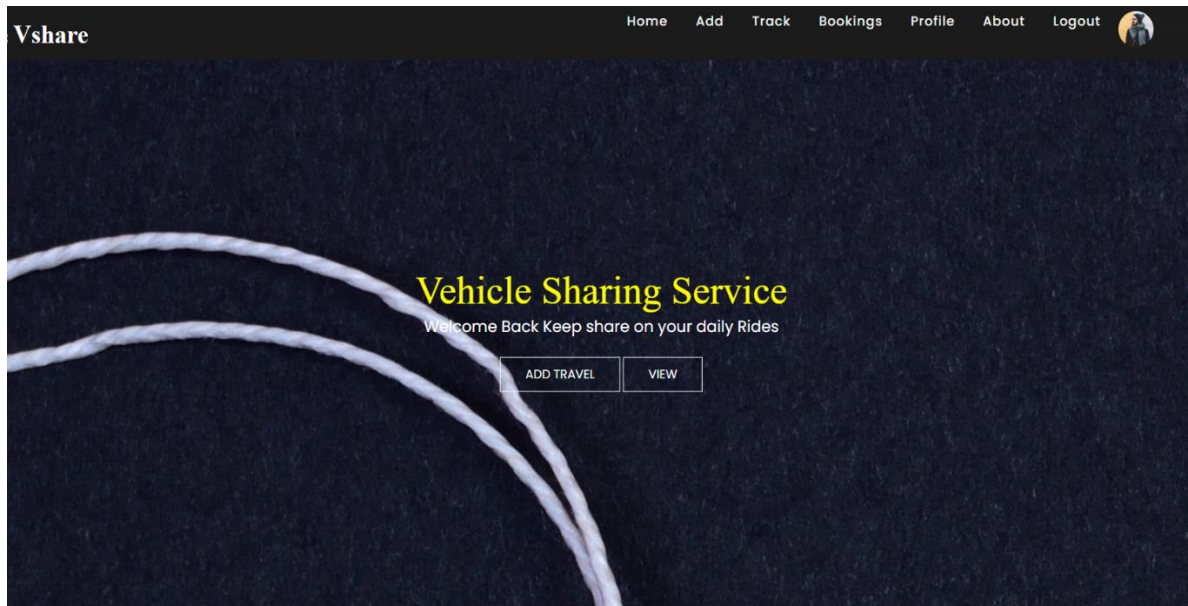 Vshare
Home Add Track Bookings Profile About Logout
Vehicle Sharing Service
Welcome Back Keep share on your daily Rides
ADD TRAVEL VIEW